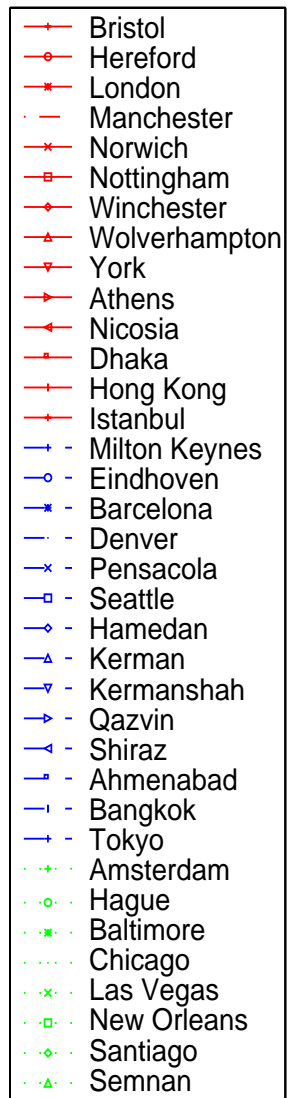 Bristol
Hereford
London
Manchester
Norwich
Nottingham
Winchester
Wolverhampton
York
Athens
Nicosia
Dhaka
Hong Kong
Istanbul
Milton Keynes
Eindhoven
Barcelona
Denver
Pensacola
Seattle
Hamedan
Kerman
Kermanshah
Qazvin
Shiraz
Ahmenabad
Bangkok
Tokyo
Amsterdam
Hague
Baltimore
Chicago
Las Vegas
New Orleans
Santiago
Semnan